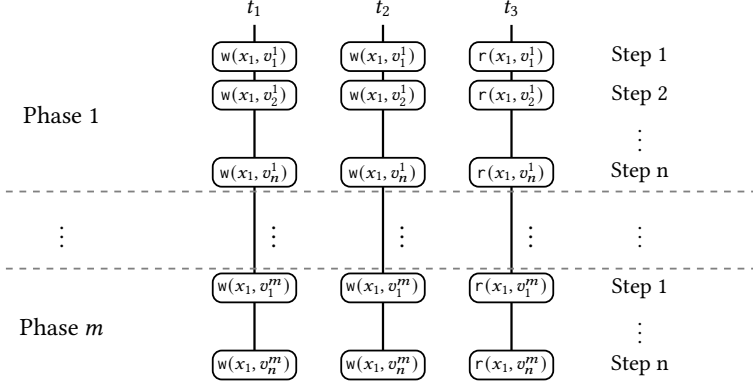 t₁ t₂ t₃
w(x₁, v₁¹) w(x₁, v₁¹) r(x₁, v₁¹) Step 1
w(x₁, v₂¹) w(x₁, v₂¹) r(x₁, v₂¹) Step 2
Phase 1
⋮
w(x₁, vₙ¹) w(x₁, vₙ¹) r(x₁, vₙ¹) Step n
⋮ ⋮ ⋮ ⋮ ⋮
w(x₁, v₁ᵐ) w(x₁, v₁ᵐ) r(x₁, v₁ᵐ) Step 1
Phase m ⋮
w(x₁, vₙᵐ) w(x₁, vₙᵐ) r(x₁, vₙᵐ) Step n